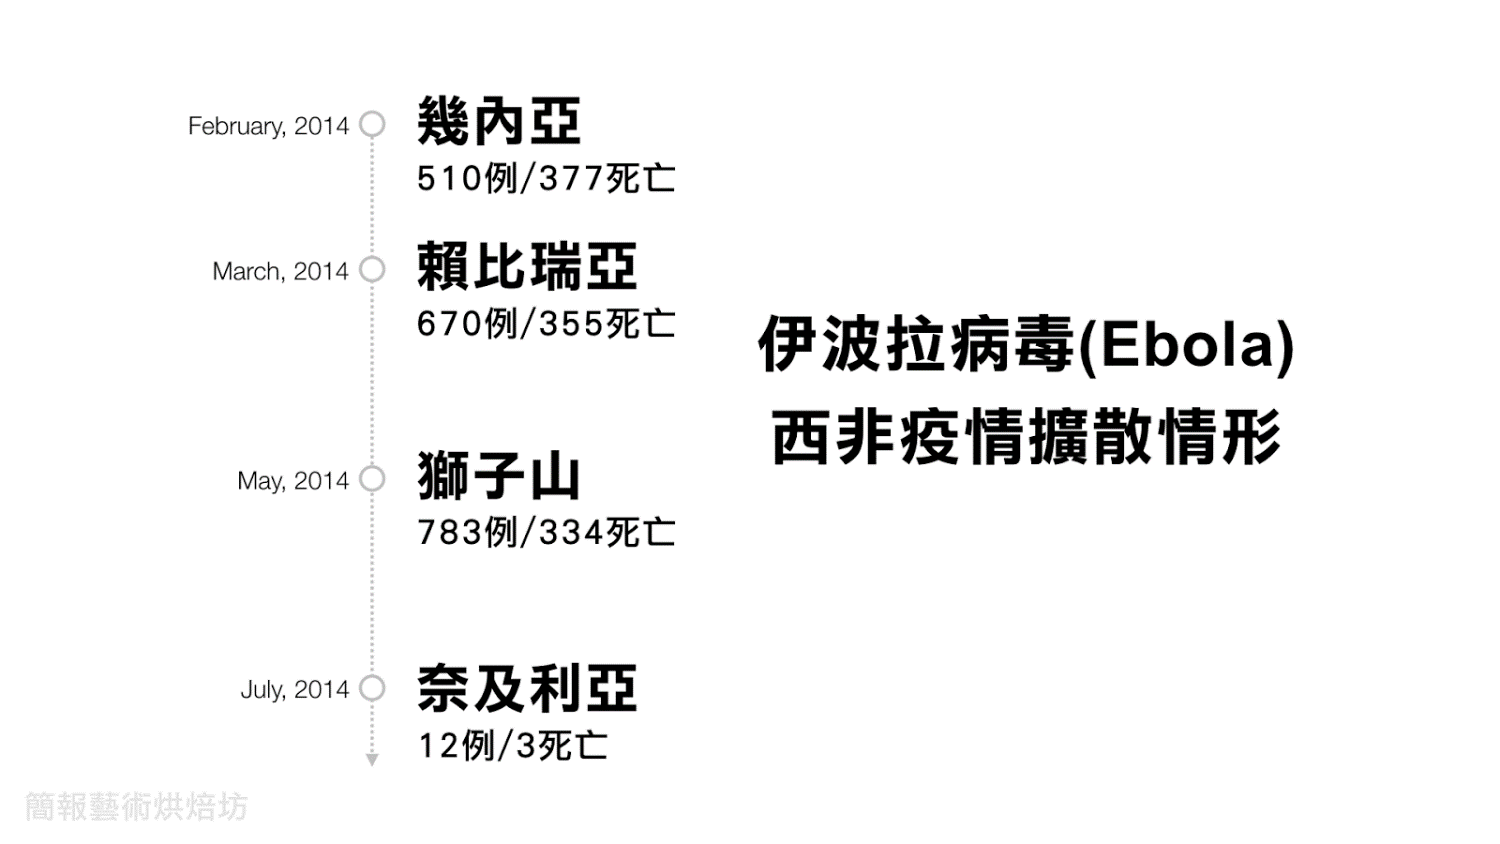 February, 2014
幾內亞
510例/377死亡
March, 2014
賴比瑞亞
670例/355死亡
May, 2014
獅子山
783例/334死亡
July, 2014
奈及利亞
12例/3死亡
伊波拉病毒(Ebola)
西非疫情擴散情形
簡報藝術烘焙坊